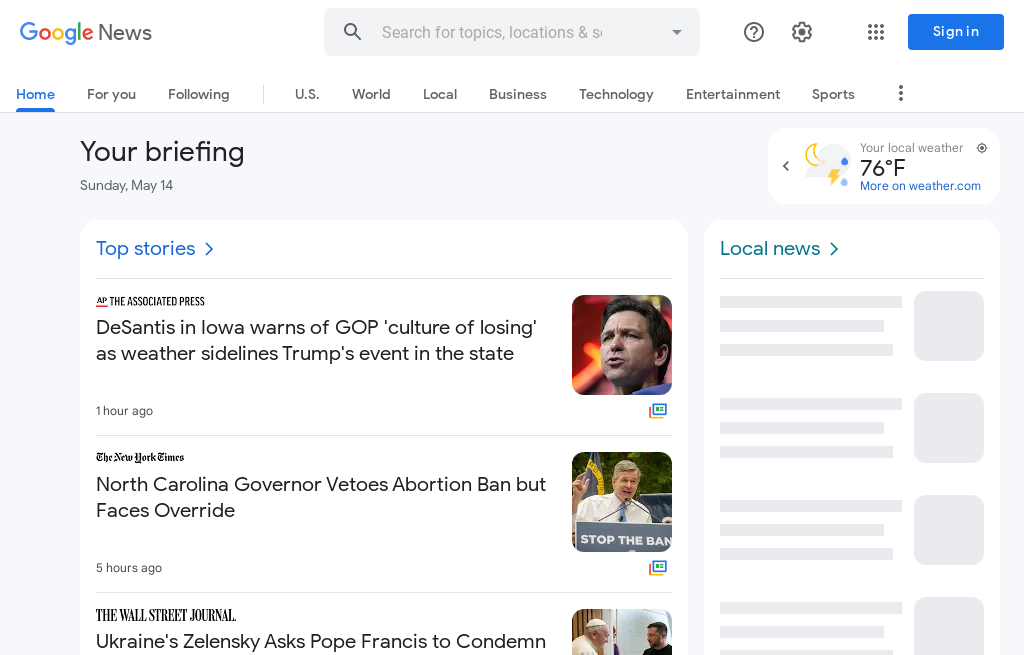 Google News
Search for topics, locations & s
Sign in
Home
For you
Following
U.S.
World
Local
Business
Technology
Entertainment
Sports
Your briefing
Sunday, May 14
Your local weather
76°F
More on weather.com
Top stories
Local news
AP THE ASSOCIATED PRESS
DeSantis in Iowa warns of GOP 'culture of losing'
as weather sidelines Trump's event in the state
1 hour ago
The New York Times
North Carolina Governor Vetoes Abortion Ban but
Faces Override
STOP THE BAN
5 hours ago
THE WALL STREET JOURNAL.
Ukraine's Zelensky Asks Pope Francis to Condemn